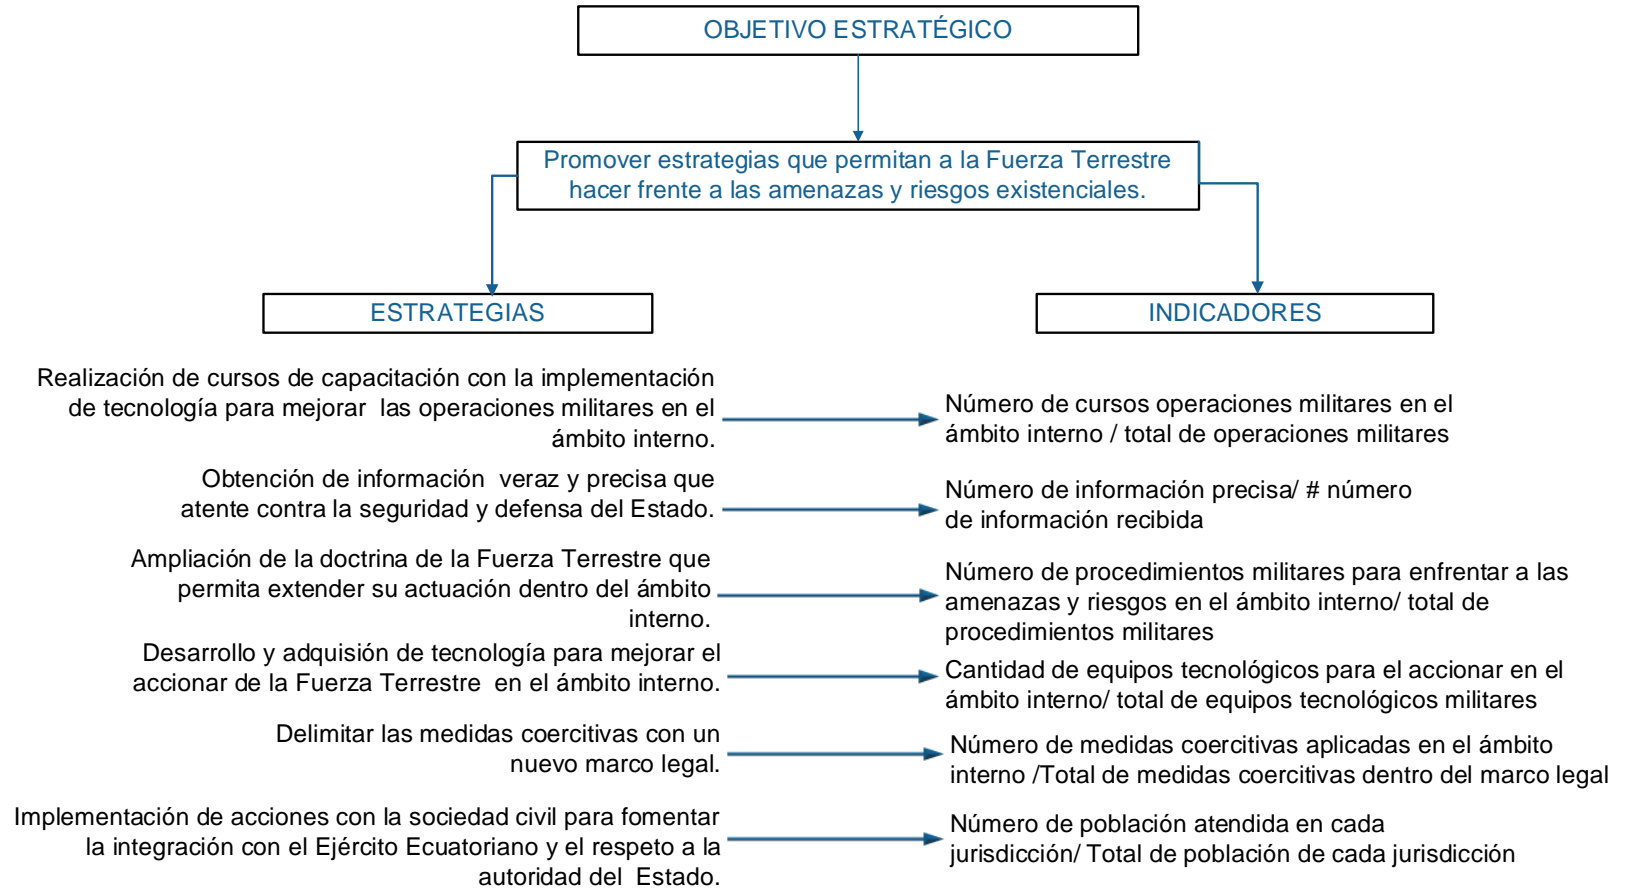 OBJETIVO ESTRATÉGICO
Promover estrategias que permitan a la Fuerza Terrestre
hacer frente a las amenazas y riesgos existenciales.
ESTRATEGIAS
INDICADORES
Realización de cursos de capacitación con la implementación
de tecnología para mejorar las operaciones militares en el
ámbito interno.
Número de cursos operaciones militares en el
ámbito interno / total de operaciones militares
Obtención de información veraz y precisa que
atente contra la seguridad y defensa del Estado.
Número de información precisa/ # número
de información recibida
Ampliación de la doctrina de la Fuerza Terrestre que
permita extender su actuación dentro del ámbito
interno.
Número de procedimientos militares para enfrentar a las
amenazas y riesgos en el ámbito interno/ total de
procedimientos militares
Desarrollo y adquisión de tecnología para mejorar el
accionar de la Fuerza Terrestre en el ámbito interno.
Cantidad de equipos tecnológicos para el accionar en el
ámbito interno/ total de equipos tecnológicos militares
Delimitar las medidas coercitivas con un
nuevo marco legal.
Número de medidas coercitivas aplicadas en el ámbito
interno /Total de medidas coercitivas dentro del marco legal
Implementación de acciones con la sociedad civil para fomentar
la integración con el Ejército Ecuatoriano y el respeto a la
autoridad del Estado.
Número de población atendida en cada
jurisdicción/ Total de población de cada jurisdicción